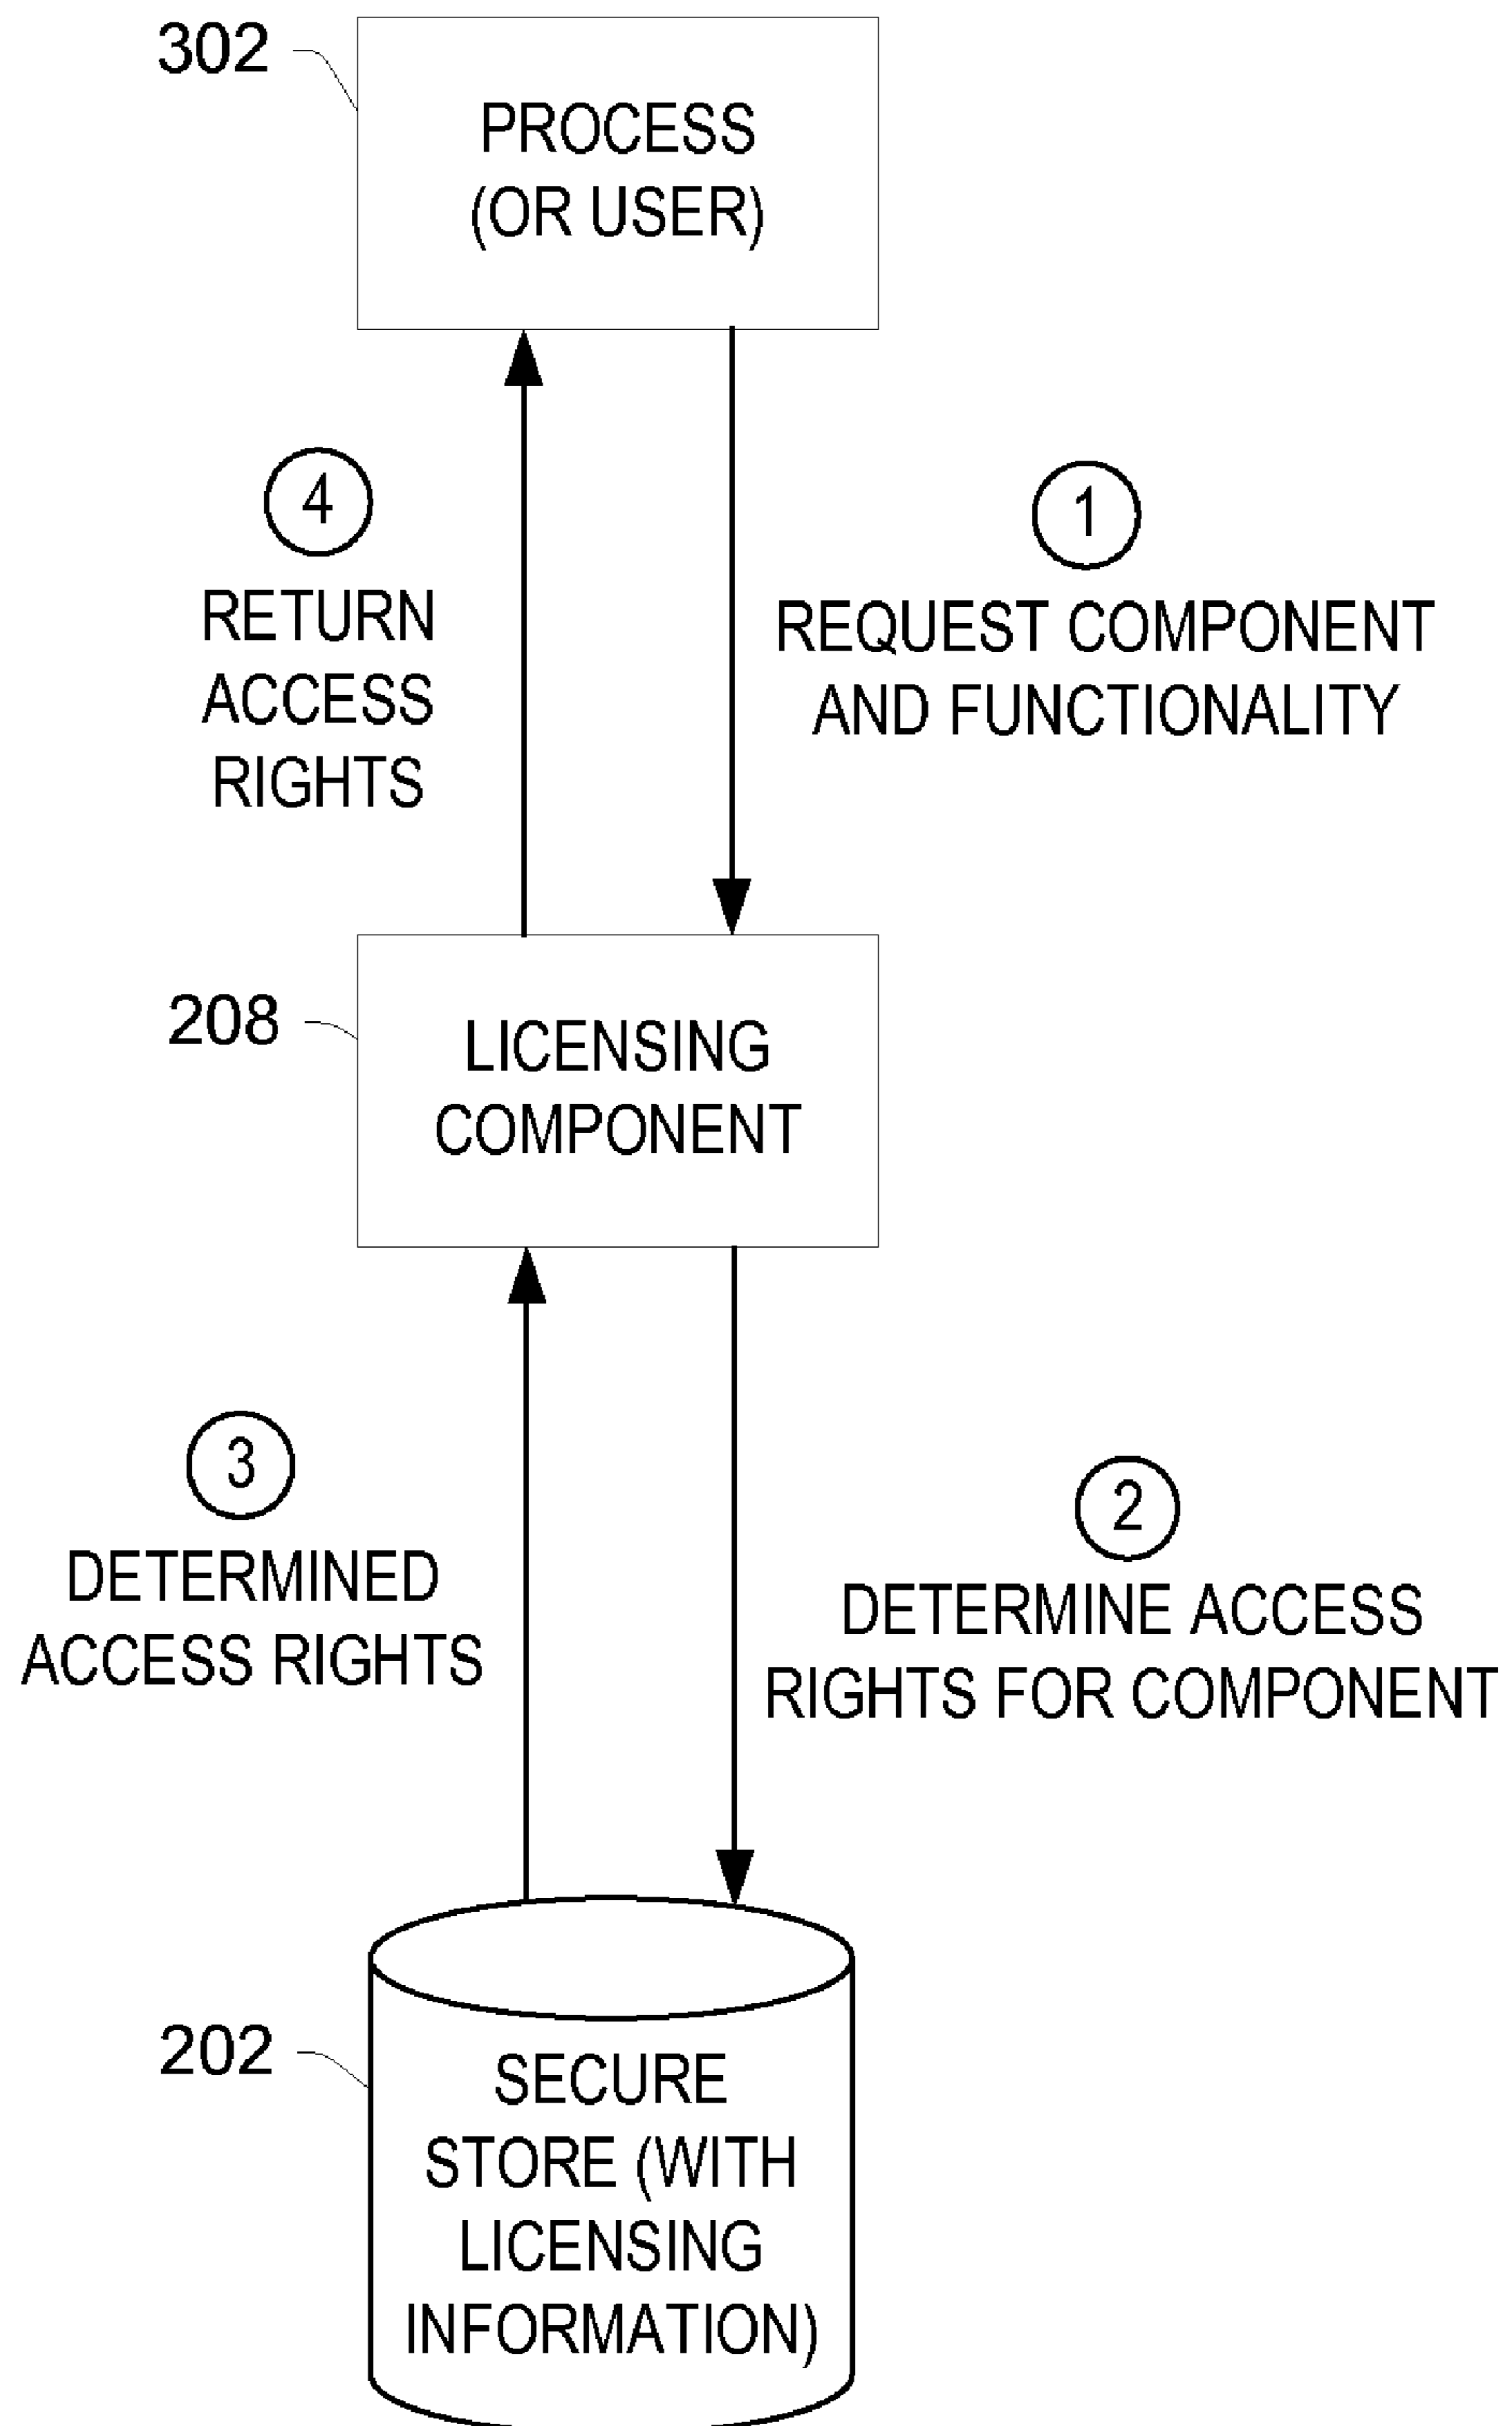 302
PROCESS
(OR USER)
4
RETURN
ACCESS
RIGHTS
1
REQUEST COMPONENT
AND FUNCTIONALITY
208
LICENSING
COMPONENT
3
DETERMINED
ACCESS RIGHTS
2
DETERMINE ACCESS
RIGHTS FOR COMPONENT
202
SECURE
STORE (WITH
LICENSING
INFORMATION)